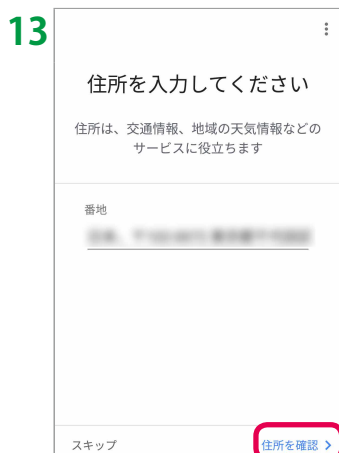 13
住所を入力してください
住所は、交通情報、地域の天気情報などの
サービスに役立ちます
番地
スキップ
住所を確認